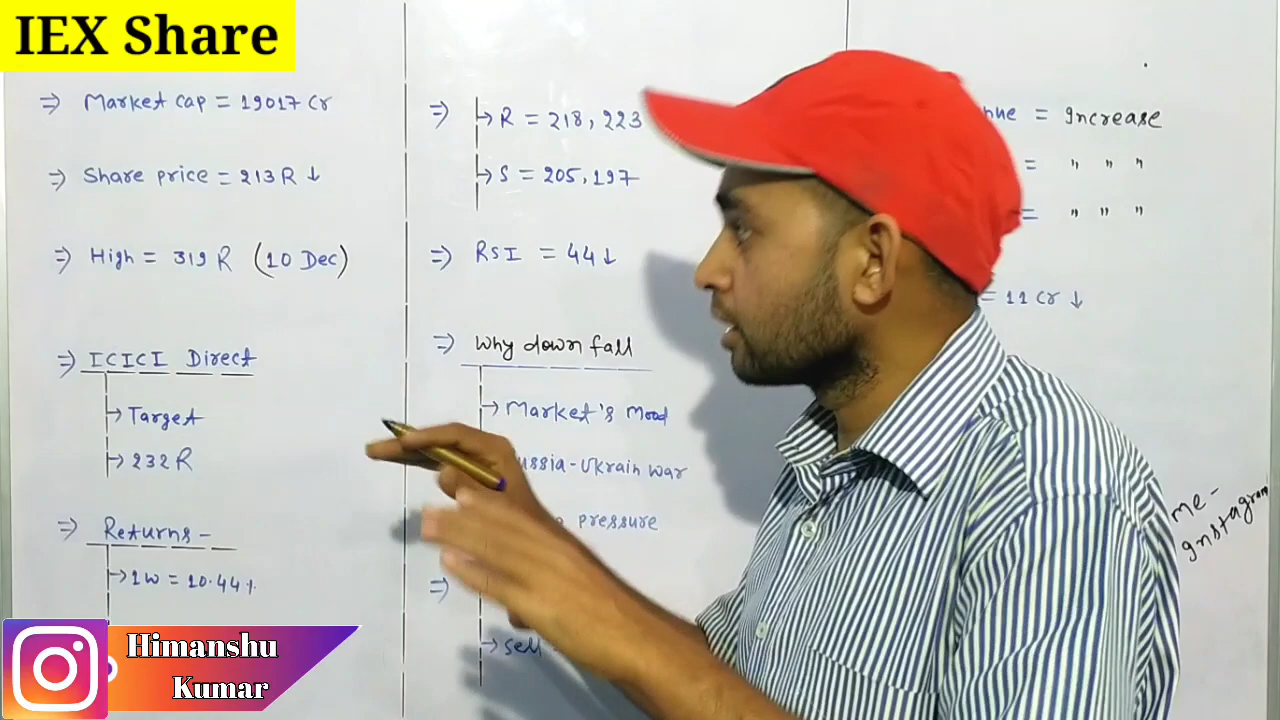 IEX Share
⇒ Market cap = 19017 Cr
⇒ Share price = 213 R ↓
⇒ High = 319 R (10 Dec)
⇒ ICICI Direct
→ Target
→ 232 R
⇒ Returns -
→ 1W = 10.44 %
⇒ → R = 218, 223
→ S = 205, 197
⇒ RSI = 44 ↓
⇒ Why down fall
→ Market's Mood
-Ukrain war
pressure
⇒
→ Sell
= Increase
= " " "
= " " "
= 11 Cr ↓
me -
Instagram
Himanshu
Kumar